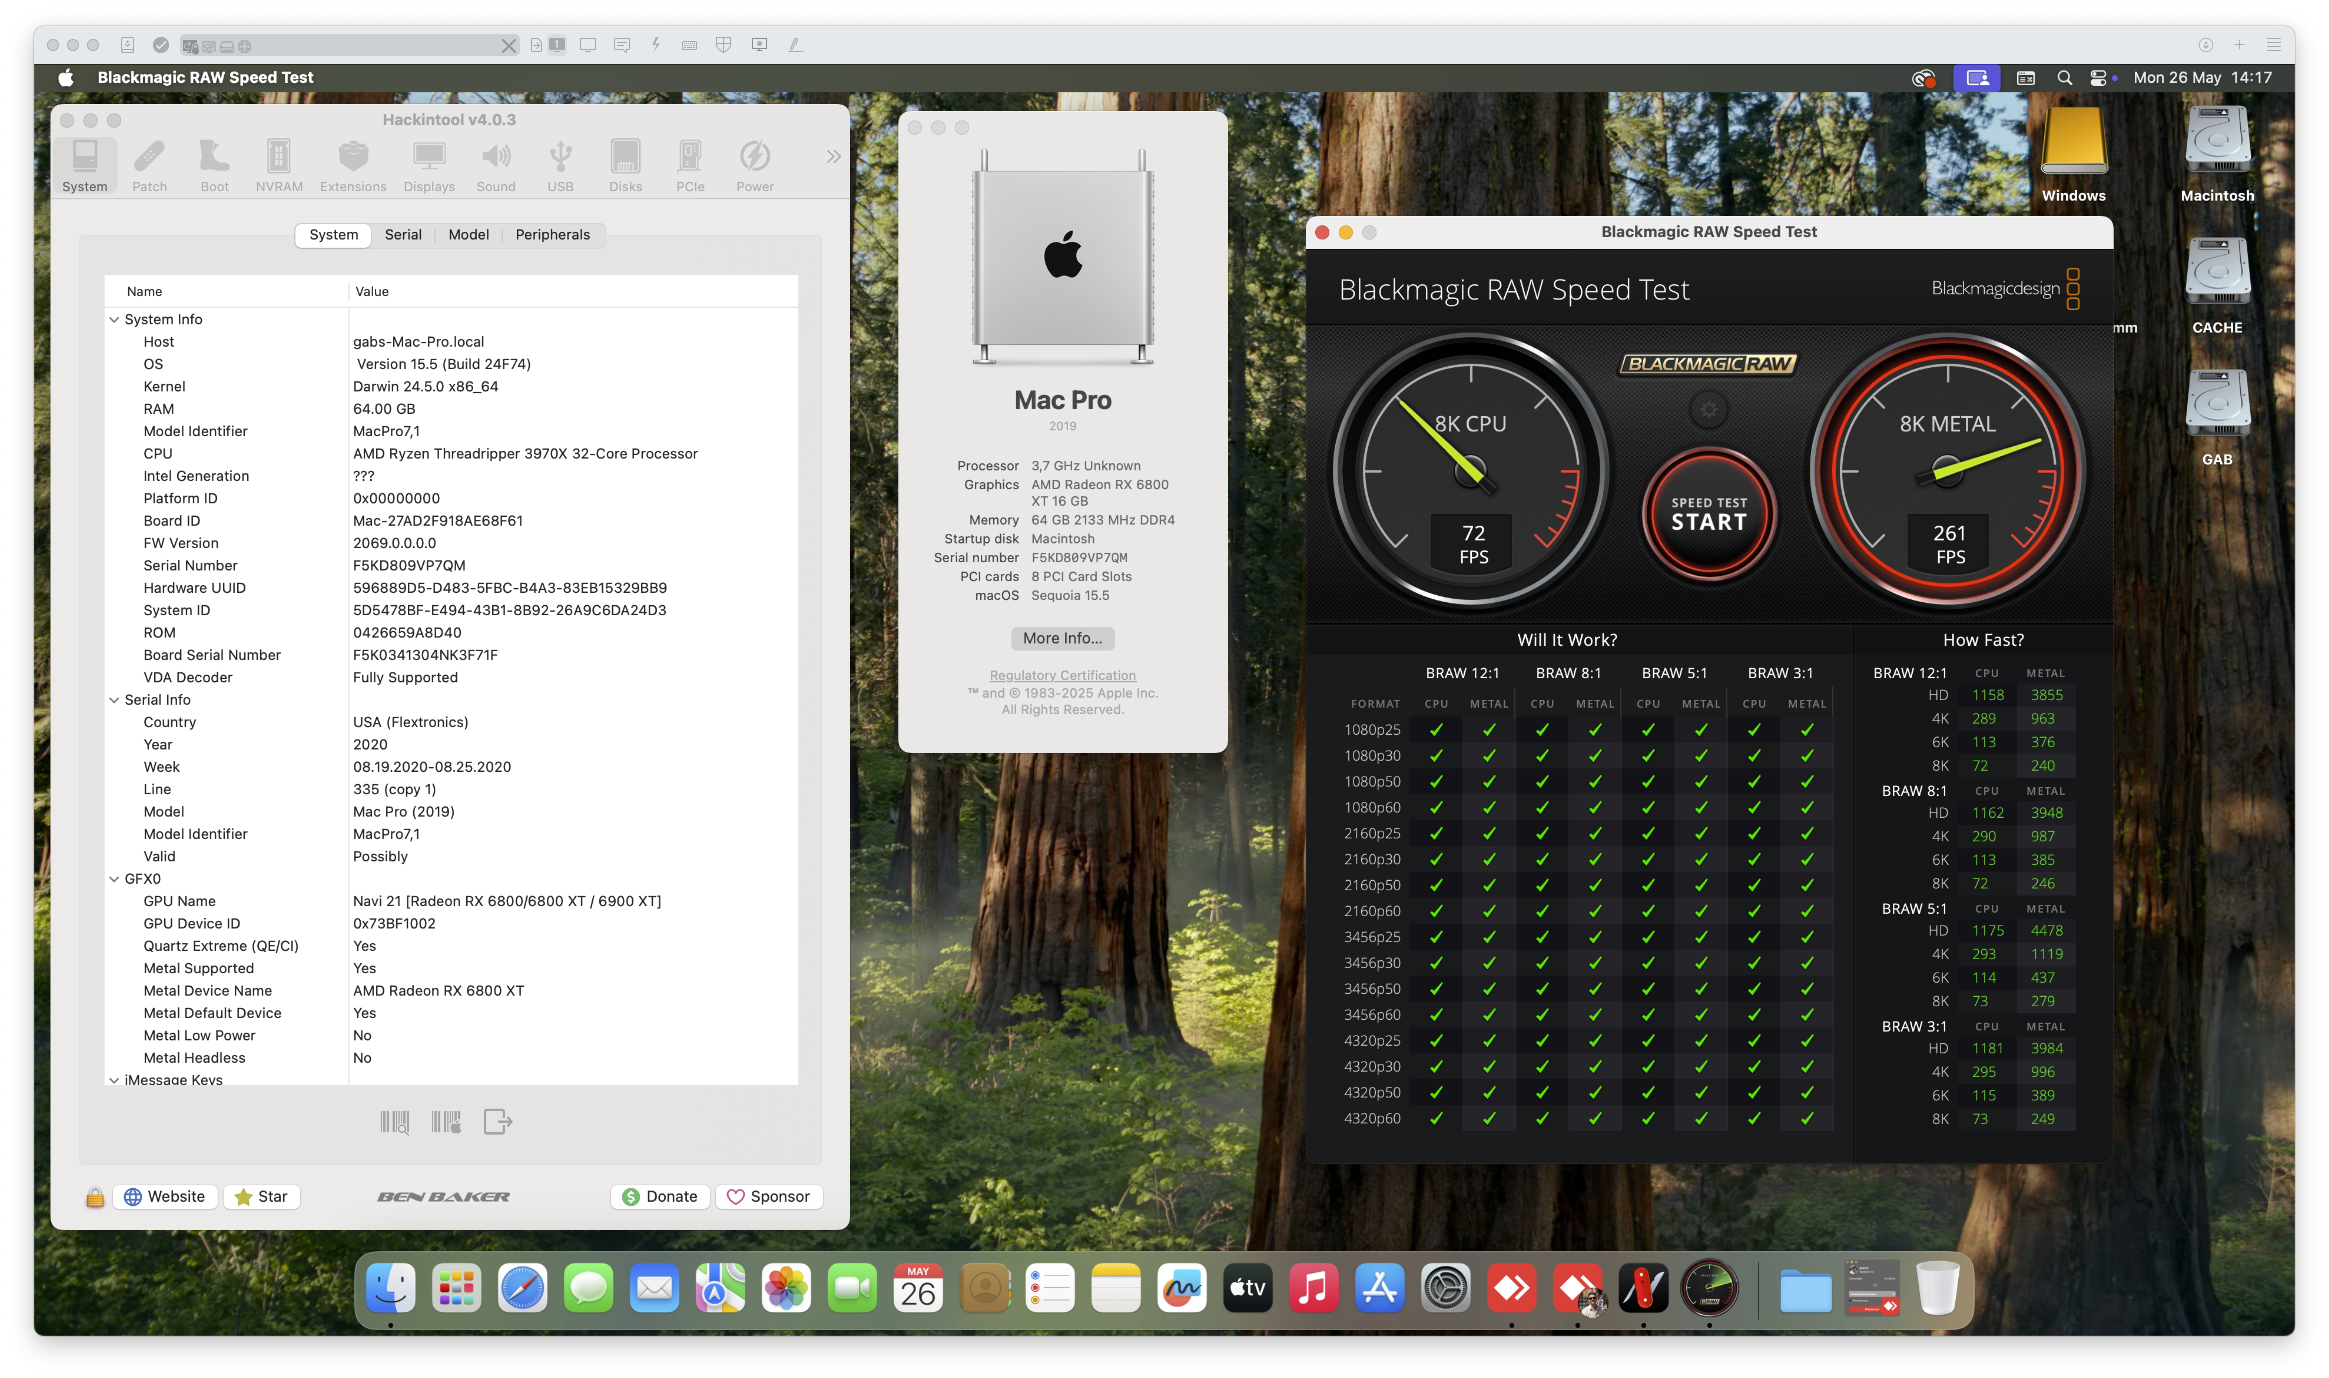 1
Blackmagic RAW Speed Test
Mon 26 May 14:17
Hackintool v4.0.3
System Patch Boot NVRAM Extensions Displays Sound USB Disks PCIe Power
System Serial Model Peripherals
Name Value
System Info
Host gabs-Mac-Pro.local
OS Version 15.5 (Build 24F74)
Kernel Darwin 24.5.0 x86_64
RAM 64.00 GB
Model Identifier MacPro7,1
CPU AMD Ryzen Threadripper 3970X 32-Core Processor
Intel Generation ???
Platform ID 0x00000000
Board ID Mac-27AD2F918AE68F61
FW Version 2069.0.0.0.0
Serial Number F5KD809VP7QM
Hardware UUID 596889D5-D483-5FBC-B4A3-83EB15329BB9
System ID 5D5478BF-E494-43B1-8B92-26A9C6DA24D3
ROM 0426659A8D40
Board Serial Number F5K0341304NK3F71F
VDA Decoder Fully Supported
Serial Info
Country USA (Flextronics)
Year 2020
Week 08.19.2020-08.25.2020
Line 335 (copy 1)
Model Mac Pro (2019)
Model Identifier MacPro7,1
Valid Possibly
GFX0
GPU Name Navi 21 [Radeon RX 6800/6800 XT / 6900 XT]
GPU Device ID 0x73BF1002
Quartz Extreme (QE/CI) Yes
Metal Supported Yes
Metal Device Name AMD Radeon RX 6800 XT
Metal Default Device Yes
Metal Low Power No
Metal Headless No
iMessage Keys
Website Star BEN BAKER Donate Sponsor
Mac Pro
2019
Processor 3,7 GHz Unknown
Graphics AMD Radeon RX 6800
XT 16 GB
Memory 64 GB 2133 MHz DDR4
Startup disk Macintosh
Serial number F5KD809VP7QM
PCI cards 8 PCI Card Slots
macOS Sequoia 15.5
More Info...
Regulatory Certification
™ and © 1983-2025 Apple Inc.
All Rights Reserved.
Windows
Macintosh
mm
CACHE
GAB
Blackmagic RAW Speed Test
Blackmagic RAW Speed Test
Blackmagicdesign
BLACKMAGIC RAW
8K CPU
72
FPS
SPEED TEST
START
8K METAL
261
FPS
Will It Work?
BRAW 12:1 BRAW 8:1 BRAW 5:1 BRAW 3:1
FORMAT CPU METAL CPU METAL CPU METAL CPU METAL
1080p25 ✓ ✓ ✓ ✓ ✓ ✓ ✓ ✓
1080p30 ✓ ✓ ✓ ✓ ✓ ✓ ✓ ✓
1080p50 ✓ ✓ ✓ ✓ ✓ ✓ ✓ ✓
1080p60 ✓ ✓ ✓ ✓ ✓ ✓ ✓ ✓
2160p25 ✓ ✓ ✓ ✓ ✓ ✓ ✓ ✓
2160p30 ✓ ✓ ✓ ✓ ✓ ✓ ✓ ✓
2160p50 ✓ ✓ ✓ ✓ ✓ ✓ ✓ ✓
2160p60 ✓ ✓ ✓ ✓ ✓ ✓ ✓ ✓
3456p25 ✓ ✓ ✓ ✓ ✓ ✓ ✓ ✓
3456p30 ✓ ✓ ✓ ✓ ✓ ✓ ✓ ✓
3456p50 ✓ ✓ ✓ ✓ ✓ ✓ ✓ ✓
3456p60 ✓ ✓ ✓ ✓ ✓ ✓ ✓ ✓
4320p25 ✓ ✓ ✓ ✓ ✓ ✓ ✓ ✓
4320p30 ✓ ✓ ✓ ✓ ✓ ✓ ✓ ✓
4320p50 ✓ ✓ ✓ ✓ ✓ ✓ ✓ ✓
4320p60 ✓ ✓ ✓ ✓ ✓ ✓ ✓ ✓
How Fast?
BRAW 12:1 CPU METAL
HD 1158 3855
4K 289 963
6K 113 376
8K 72 240
BRAW 8:1 CPU METAL
HD 1162 3948
4K 290 987
6K 113 385
8K 72 246
BRAW 5:1 CPU METAL
HD 1175 4478
4K 293 1119
6K 114 437
8K 73 279
BRAW 3:1 CPU METAL
HD 1181 3984
4K 295 996
6K 115 389
8K 73 249
MAY
26
tv